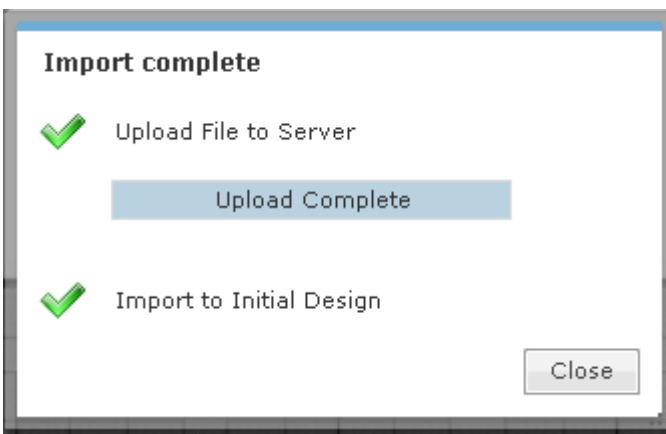 Import complete
Upload File to Server
Upload Complete
Import to Initial Design
Close